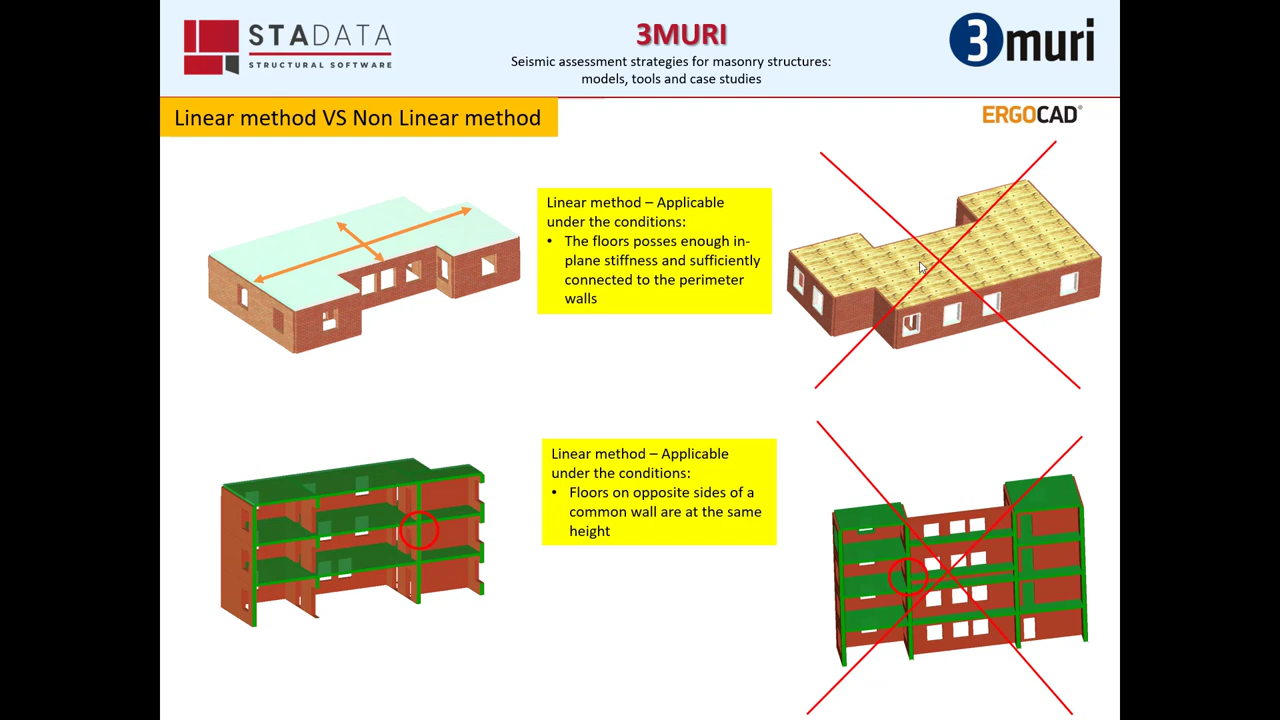 STADATA
STRUCTURAL SOFTWARE
3MURI
Seismic assessment strategies for masonry structures:
models, tools and case studies
3muri
Linear method VS Non Linear method
ERGOCAD®
Linear method – Applicable
under the conditions:
• The floors posses enough in-
plane stiffness and sufficiently
connected to the perimeter
walls
Linear method – Applicable
under the conditions:
• Floors on opposite sides of a
common wall are at the same
height